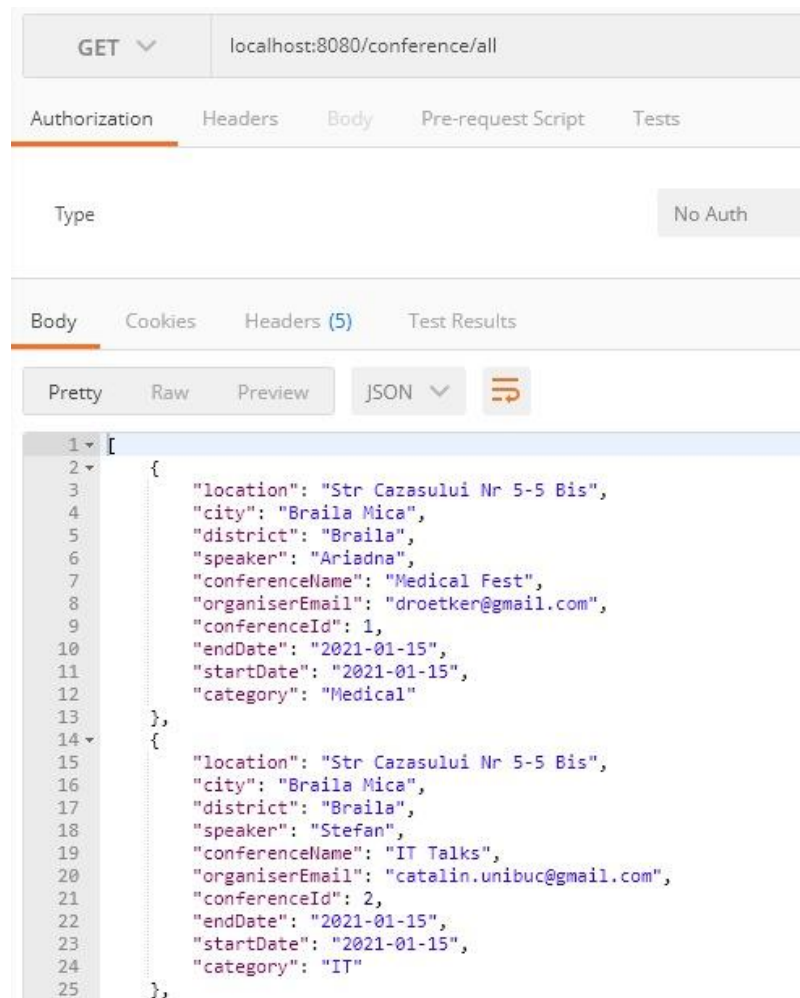 GET localhost:8080/conference/all
Authorization Headers Body Pre-request Script Tests
Type No Auth
Body Cookies Headers (5) Test Results
Pretty Raw Preview JSON
1 [
2 {
3 "location": "Str Cazasului Nr 5-5 Bis",
4 "city": "Braila Mica",
5 "district": "Braila",
6 "speaker": "Ariadna",
7 "conferenceName": "Medical Fest",
8 "organiserEmail": "droetker@gmail.com",
9 "conferenceId": 1,
10 "endDate": "2021-01-15",
11 "startDate": "2021-01-15",
12 "category": "Medical"
13 },
14 {
15 "location": "Str Cazasului Nr 5-5 Bis",
16 "city": "Braila Mica",
17 "district": "Braila",
18 "speaker": "Stefan",
19 "conferenceName": "IT Talks",
20 "organiserEmail": "catalin.unibuc@gmail.com",
21 "conferenceId": 2,
22 "endDate": "2021-01-15",
23 "startDate": "2021-01-15",
24 "category": "IT"
25 },